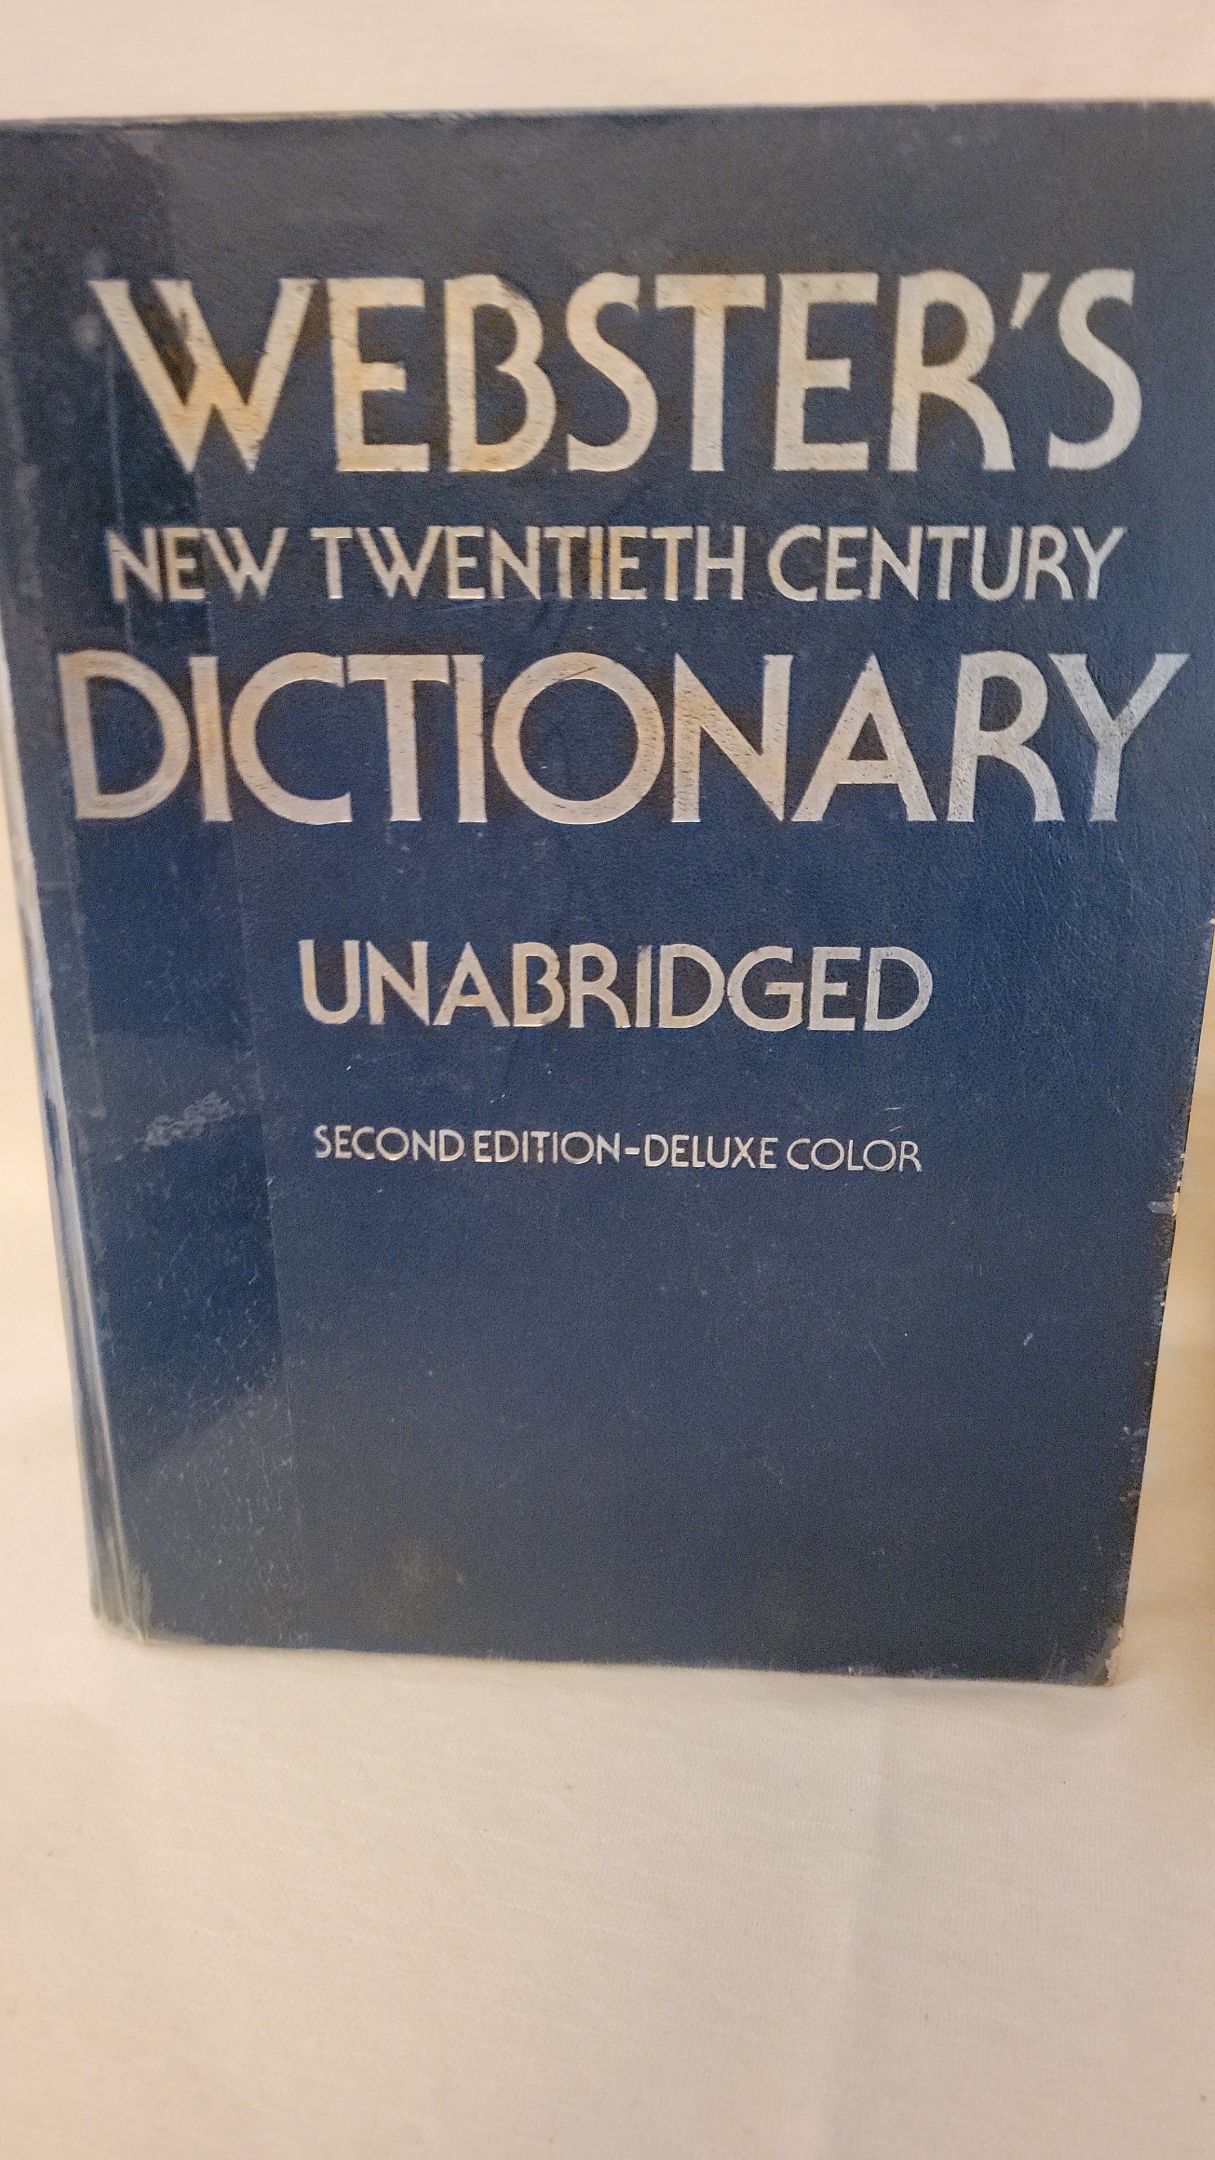 WEBSTER'S
NEW TWENTIETH CENTURY
DICTIONARY
UNABRIDGED
SECOND EDITION-DELUXE COLOR